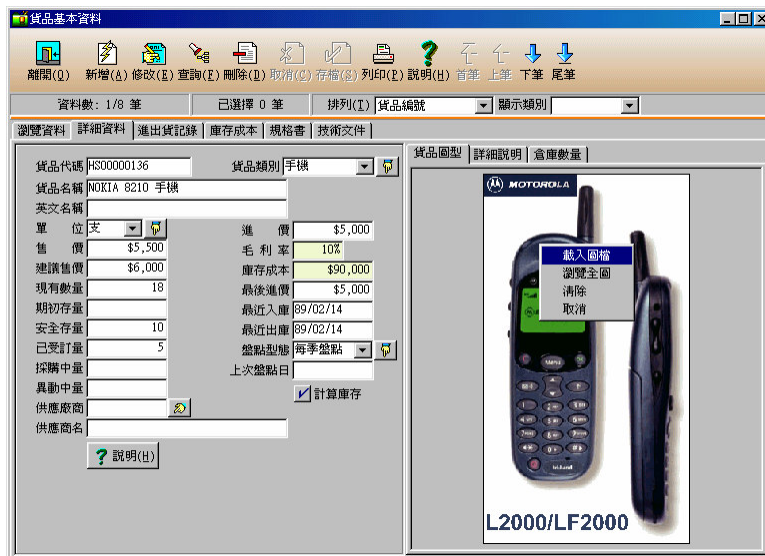 貨品基本資料
離開(Q) 新增(A) 修改(E) 查詢(F) 刪除(D) 取消(C) 存檔(S) 列印(P) 說明(H) 首筆 上筆 下筆 尾筆
資料數: 1/8 筆 已選擇 0 筆 排列(I) 貨品編號 顯示類別
瀏覽資料 詳細資料 進出貨記錄 庫存成本 規格書 技術文件
貨品代碼 HS00000136 貨品類別 手機
貨品名稱 NOKIA 8210 手機
英文名稱
單位 支 進價 $5,000
售價 $5,500 毛利率 10%
建議售價 $6,000 庫存成本 $90,000
現有數量 18 最後進價 $5,000
期初存量 最近入庫 89/02/14
安全存量 10 最近出庫 89/02/14
已受訂量 5 盤點型態 每季盤點
採購中量 上次盤點日
異動中量 計算庫存
供應廠商
供應商名
說明(H)
貨品圖型 詳細說明 倉庫數量
MOTOROLA
載入圖檔
瀏覽全圖
清除
取消
L2000/LF2000